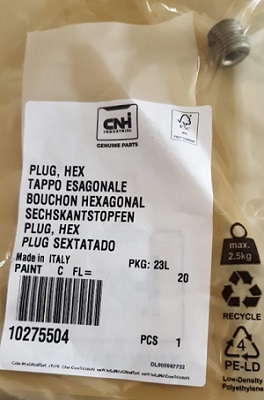 CNH
INDUSTRIAL
GENUINE PARTS
FSC
PLUG, HEX
TAPPO ESAGONALE
BOUCHON HEXAGONAL
SECHSKANTSTOPFEN
PLUG, HEX
PLUG SEXTATADO
Made in ITALY
PKG: 23L
PAINT C FL=
20
10275504
PCS 1
max.
2.5kg
RECYCLE
4
PE-LD
Low-Density
Polyethylene